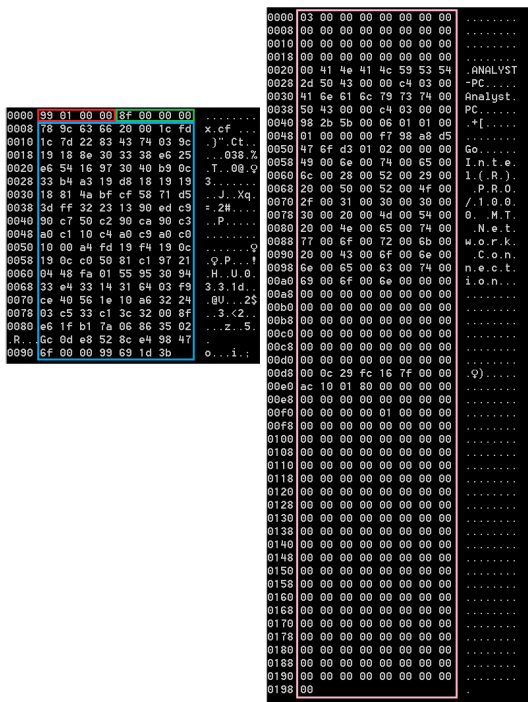 0000 99 01 00 00 8f 00 00 00 ........
0008 78 9c 63 66 20 00 1c fd x.cf ...
0010 1c 7d 22 83 43 74 03 9c .)".Ct..
0018 19 18 8e 30 33 38 e6 25 ...038.%
0020 e6 54 16 97 30 40 b9 0c .T..0@.♀
0028 33 b4 a3 19 d8 18 19 19 3.......
0030 18 81 4a bf cf 58 71 d5 ..J..Xq.
0038 3d ff 32 23 13 90 ed c9 =.2#....
0040 90 c7 50 c2 90 ca 90 c3 ..P.....
0048 a0 c1 10 c4 a0 c9 a0 c0 ........
0050 10 00 a4 fd 19 f4 19 0c .......♀
0058 19 0c c0 50 81 c1 97 21 .♀.P...!
0060 04 48 fa 01 55 95 30 94 .H..U.0.
0068 33 e4 33 14 31 64 03 f9 3.3.1d..
0070 ce 40 56 1e 10 a6 32 24 .@V...2$
0078 03 c5 33 c1 3c 32 00 8f ..3.<2..
0080 e6 1f b1 7a 06 86 35 02 ...z..5.
.R...Gc 0d e8 52 8c e4 98 47
0090 6f 00 00 99 69 1d 3b o...i.;
0000 03 00 00 00 00 00 00 00 ........
0008 00 00 00 00 00 00 00 00 ........
0010 00 00 00 00 00 00 00 00 ........
0018 00 00 00 00 00 00 00 00 ........
0020 00 41 4e 41 4c 59 53 54 .ANALYST
0028 2d 50 43 00 00 c4 03 00 -PC.....
0030 41 6e 61 6c 79 73 74 00 Analyst.
0038 50 43 00 00 c4 03 00 00 PC......
0040 98 2b 5b 00 06 01 01 00 .+[.....
0048 01 00 00 00 f7 98 a8 d5 ........
0050 47 6f d3 01 02 00 00 00 Go......
0058 49 00 6e 00 74 00 65 00 I.n.t.e.
0060 6c 00 28 00 52 00 29 00 l.(.R.).
0068 20 00 50 00 52 00 4f 00 .P.R.O.
0070 2f 00 31 00 30 00 30 00 /.1.0.0.
0078 30 00 20 00 4d 00 54 00 0. .M.T.
0080 20 00 4e 00 65 00 74 00 .N.e.t.
0088 77 00 6f 00 72 00 6b 00 w.o.r.k.
0090 20 00 43 00 6f 00 6e 00 .C.o.n.
0098 6e 00 65 00 63 00 74 00 n.e.c.t.
00a0 69 00 6f 00 6e 00 00 00 i.o.n...
00a8 00 00 00 00 00 00 00 00 ........
00b0 00 00 00 00 00 00 00 00 ........
00b8 00 00 00 00 00 00 00 00 ........
00c0 00 00 00 00 00 00 00 00 ........
00c8 00 00 00 00 00 00 00 00 ........
00d0 00 00 00 00 00 00 00 00 ........
00d8 00 0c 29 fc 16 7f 00 00 .♀).....
00e0 ac 10 01 80 00 00 00 00 ........
00e8 00 00 00 00 00 00 00 00 ........
00f0 00 00 00 00 01 00 00 00 ........
00f8 00 00 00 00 00 00 00 00 ........
0100 00 00 00 00 00 00 00 00 ........
0108 00 00 00 00 00 00 00 00 ........
0110 00 00 00 00 00 00 00 00 ........
0118 00 00 00 00 00 00 00 00 ........
0120 00 00 00 00 00 00 00 00 ........
0128 00 00 00 00 00 00 00 00 ........
0130 00 00 00 00 00 00 00 00 ........
0138 00 00 00 00 00 00 00 00 ........
0140 00 00 00 00 00 00 00 00 ........
0148 00 00 00 00 00 00 00 00 ........
0150 00 00 00 00 00 00 00 00 ........
0158 00 00 00 00 00 00 00 00 ........
0160 00 00 00 00 00 00 00 00 ........
0168 00 00 00 00 00 00 00 00 ........
0170 00 00 00 00 00 00 00 00 ........
0178 00 00 00 00 00 00 00 00 ........
0180 00 00 00 00 00 00 00 00 ........
0188 00 00 00 00 00 00 00 00 ........
0190 00 00 00 00 00 00 00 00 ........
0198 00 .